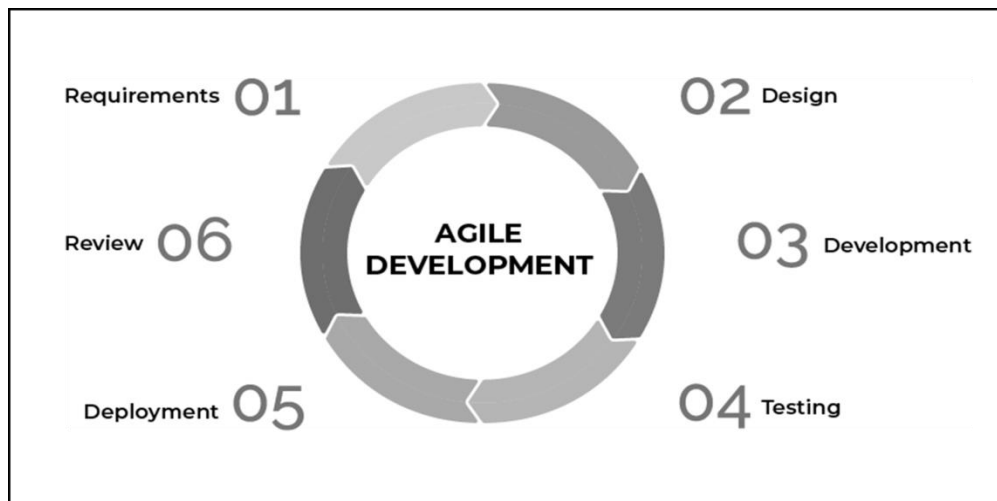 Requirements 01
02 Design
Review 06
AGILE
DEVELOPMENT
03 Development
Deployment 05
04 Testing